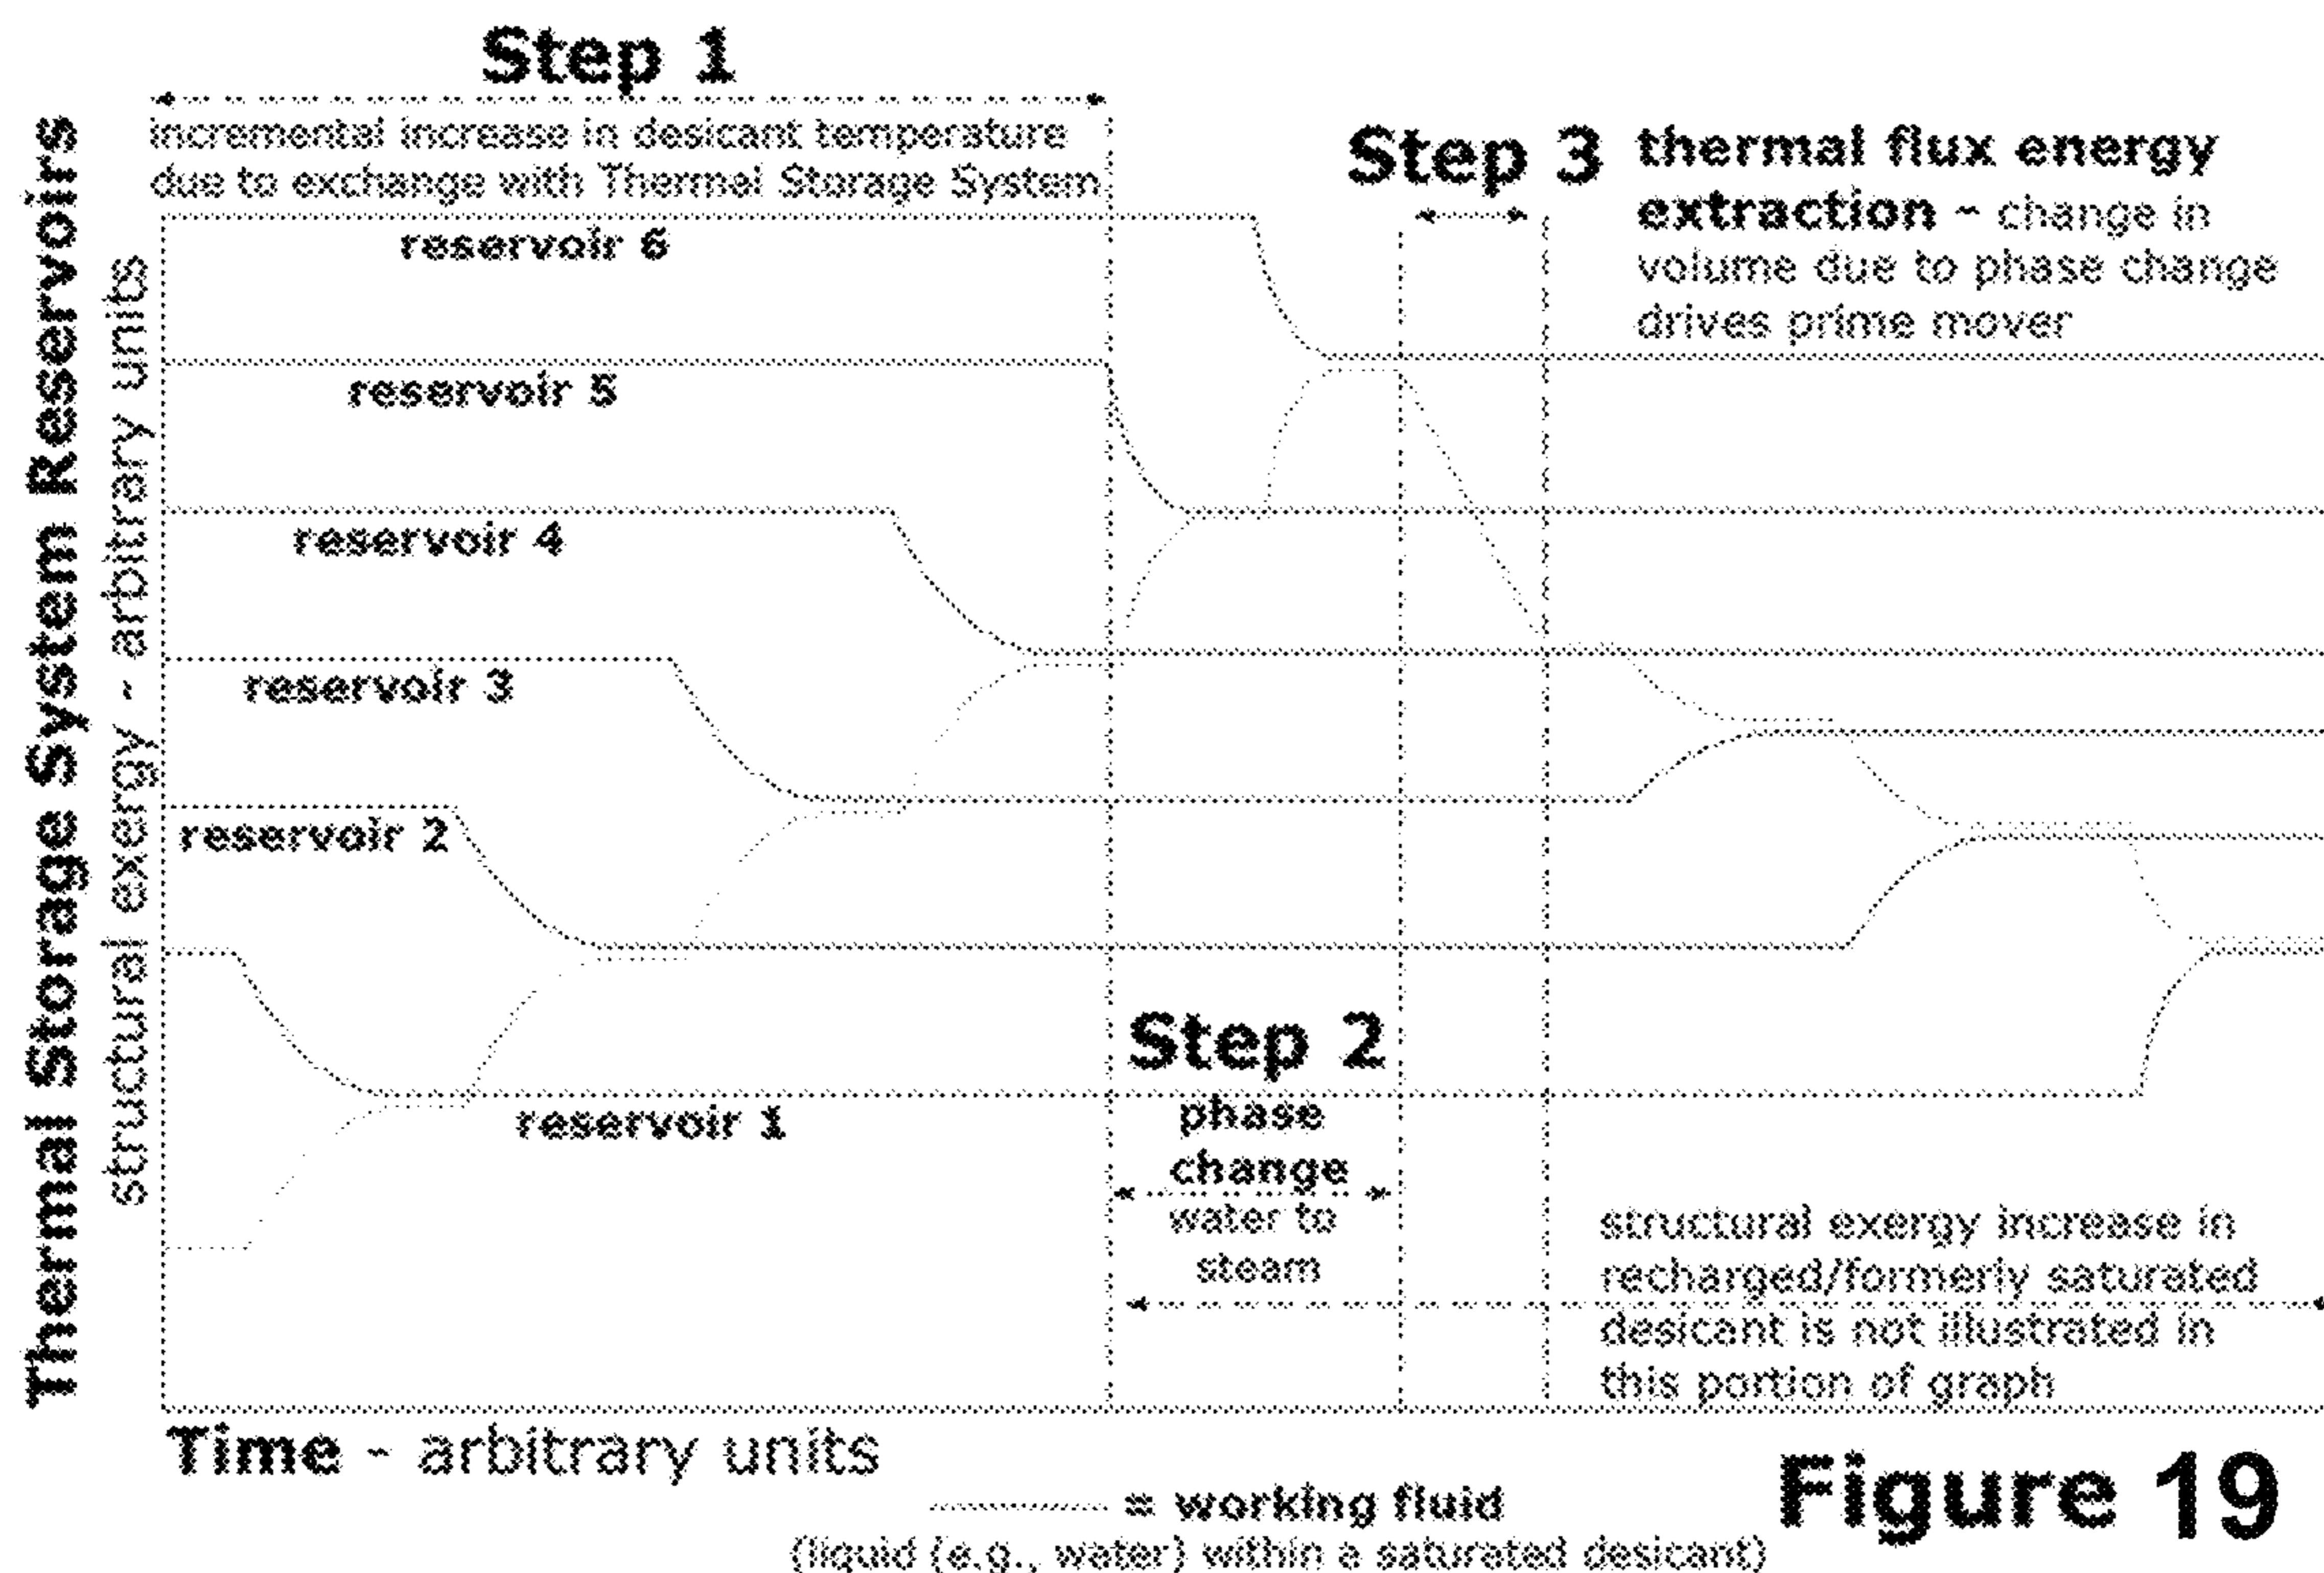 Step 1
incremental increase in desicant temperature
due to exchange with Thermal Storage System
Step 3
thermal flux energy
extraction - change in
volume due to phase change
drives prime mover
Thermal Storage System Reservoirs
structural exergy - arbitrary units
reservoir 6
reservoir 5
reservoir 4
reservoir 3
reservoir 2
reservoir 1
Step 2
phase
change
water to
steam
structural exergy increase in
recharged/formerly saturated
desicant is not illustrated in
this portion of graph
Time - arbitrary units
= working fluid
(liquid (e.g., water) within a saturated desicant)
Figure 19